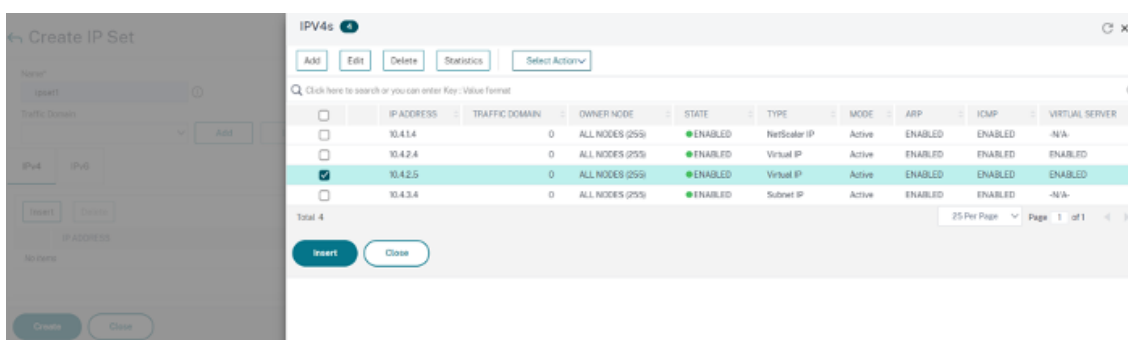 Create IP Set
Name*
ipset1
Traffic Domain
Add
IPv4 IPv6
Insert Delete
IP ADDRESS
No items
Create Close
IPV4s 4
Add Edit Delete Statistics Select Action
Click here to search or you can enter Key : Value format
IP ADDRESS TRAFFIC DOMAIN OWNER NODE STATE TYPE MODE ARP ICMP VIRTUAL SERVER
10.4.1.4 0 ALL NODES (255) ENABLED NetScaler IP Active ENABLED ENABLED -N/A-
10.4.2.4 0 ALL NODES (255) ENABLED Virtual IP Active ENABLED ENABLED ENABLED
10.4.2.5 0 ALL NODES (255) ENABLED Virtual IP Active ENABLED ENABLED ENABLED
10.4.3.4 0 ALL NODES (255) ENABLED Subnet IP Active ENABLED ENABLED -N/A-
Total 4 25 Per Page Page 1 of 1
Insert Close